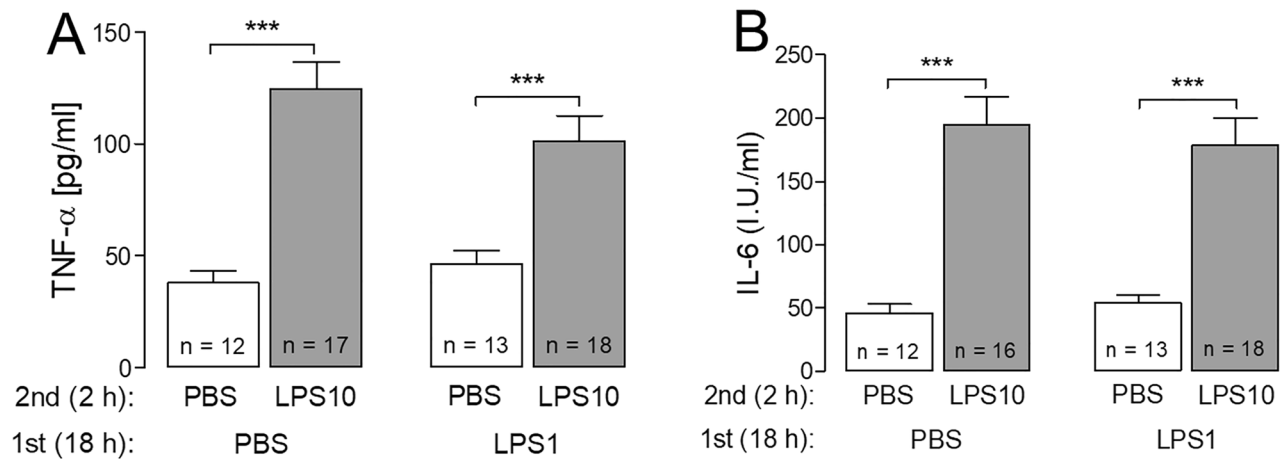 A
TNF-α [pg/ml]
150
100
50
0
***
***
n = 12
n = 17
n = 13
n = 18
2nd (2 h): PBS LPS10 PBS LPS10
1st (18 h): PBS LPS1
B
IL-6 (I.U./ml)
250
200
150
100
50
0
***
***
n = 12
n = 16
n = 13
n = 18
2nd (2 h): PBS LPS10 PBS LPS10
1st (18 h): PBS LPS1